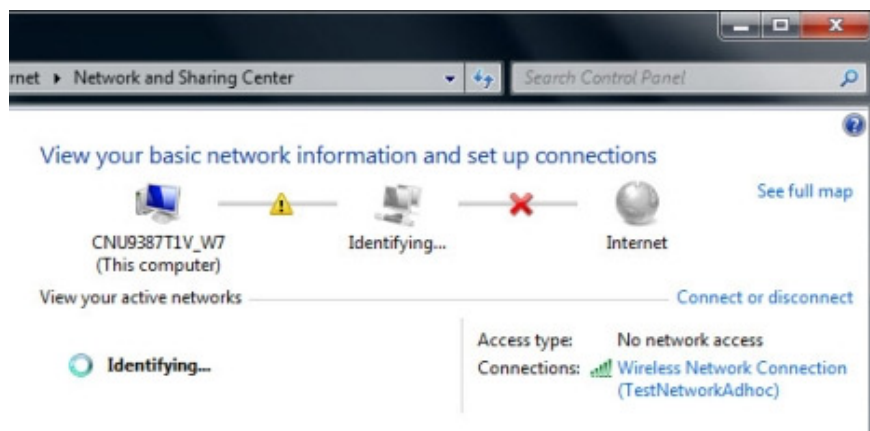 rnet ▸ Network and Sharing Center
Search Control Panel
View your basic network information and set up connections
See full map
CNU9387T1V_W7
(This computer)
Identifying...
Internet
View your active networks
Connect or disconnect
Identifying...
Access type: No network access
Connections: Wireless Network Connection
(TestNetworkAdhoc)